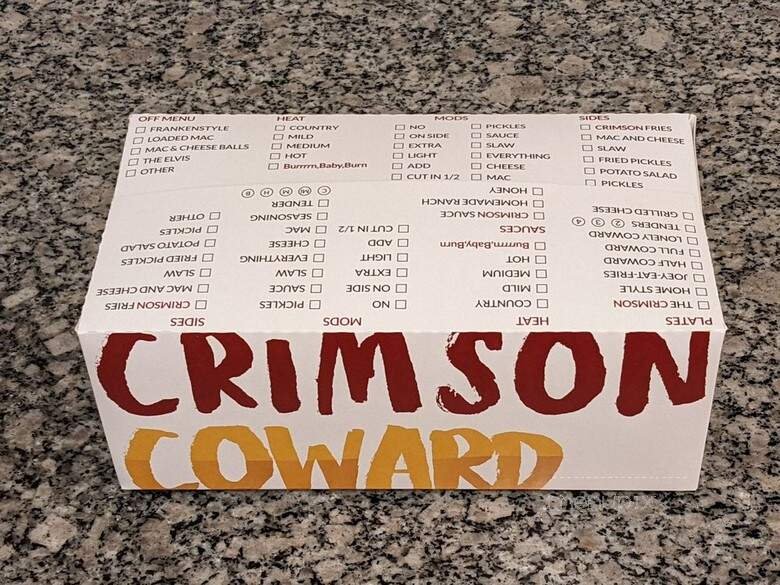 OFF MENU
FRANKENSTYLE
LOADED MAC
MAC & CHEESE BALLS
THE ELVIS
OTHER
HEAT
COUNTRY
MILD
MEDIUM
HOT
Burrrrn,Baby,Burn
MODS
NO
ON SIDE
EXTRA
LIGHT
ADD
CUT IN 1/2
PICKLES
SAUCE
SLAW
EVERYTHING
CHEESE
MAC
SIDES
CRIMSON FRIES
MAC AND CHEESE
SLAW
FRIED PICKLES
POTATO SALAD
PICKLES
PLATES
THE CRIMSON
HOME STYLE
JOEY-EAT-FRIES
HALF COWARD
FULL COWARD
LONELY COWARD
TENDERS 2 3 4
GRILLED CHEESE
HEAT
COUNTRY
MILD
MEDIUM
HOT
Burrrrn,Baby,Burn
SAUCES
CRIMSON SAUCE
HOMEMADE RANCH
HONEY
MODS
NO
ON SIDE
EXTRA
LIGHT
ADD
CUT IN 1/2
PICKLES
SAUCE
SLAW
EVERYTHING
CHEESE
MAC
SEASONING
TENDER
C M M H B
SIDES
CRIMSON FRIES
MAC AND CHEESE
SLAW
FRIED PICKLES
POTATO SALAD
PICKLES
OTHER
CRIMSON
COWARD